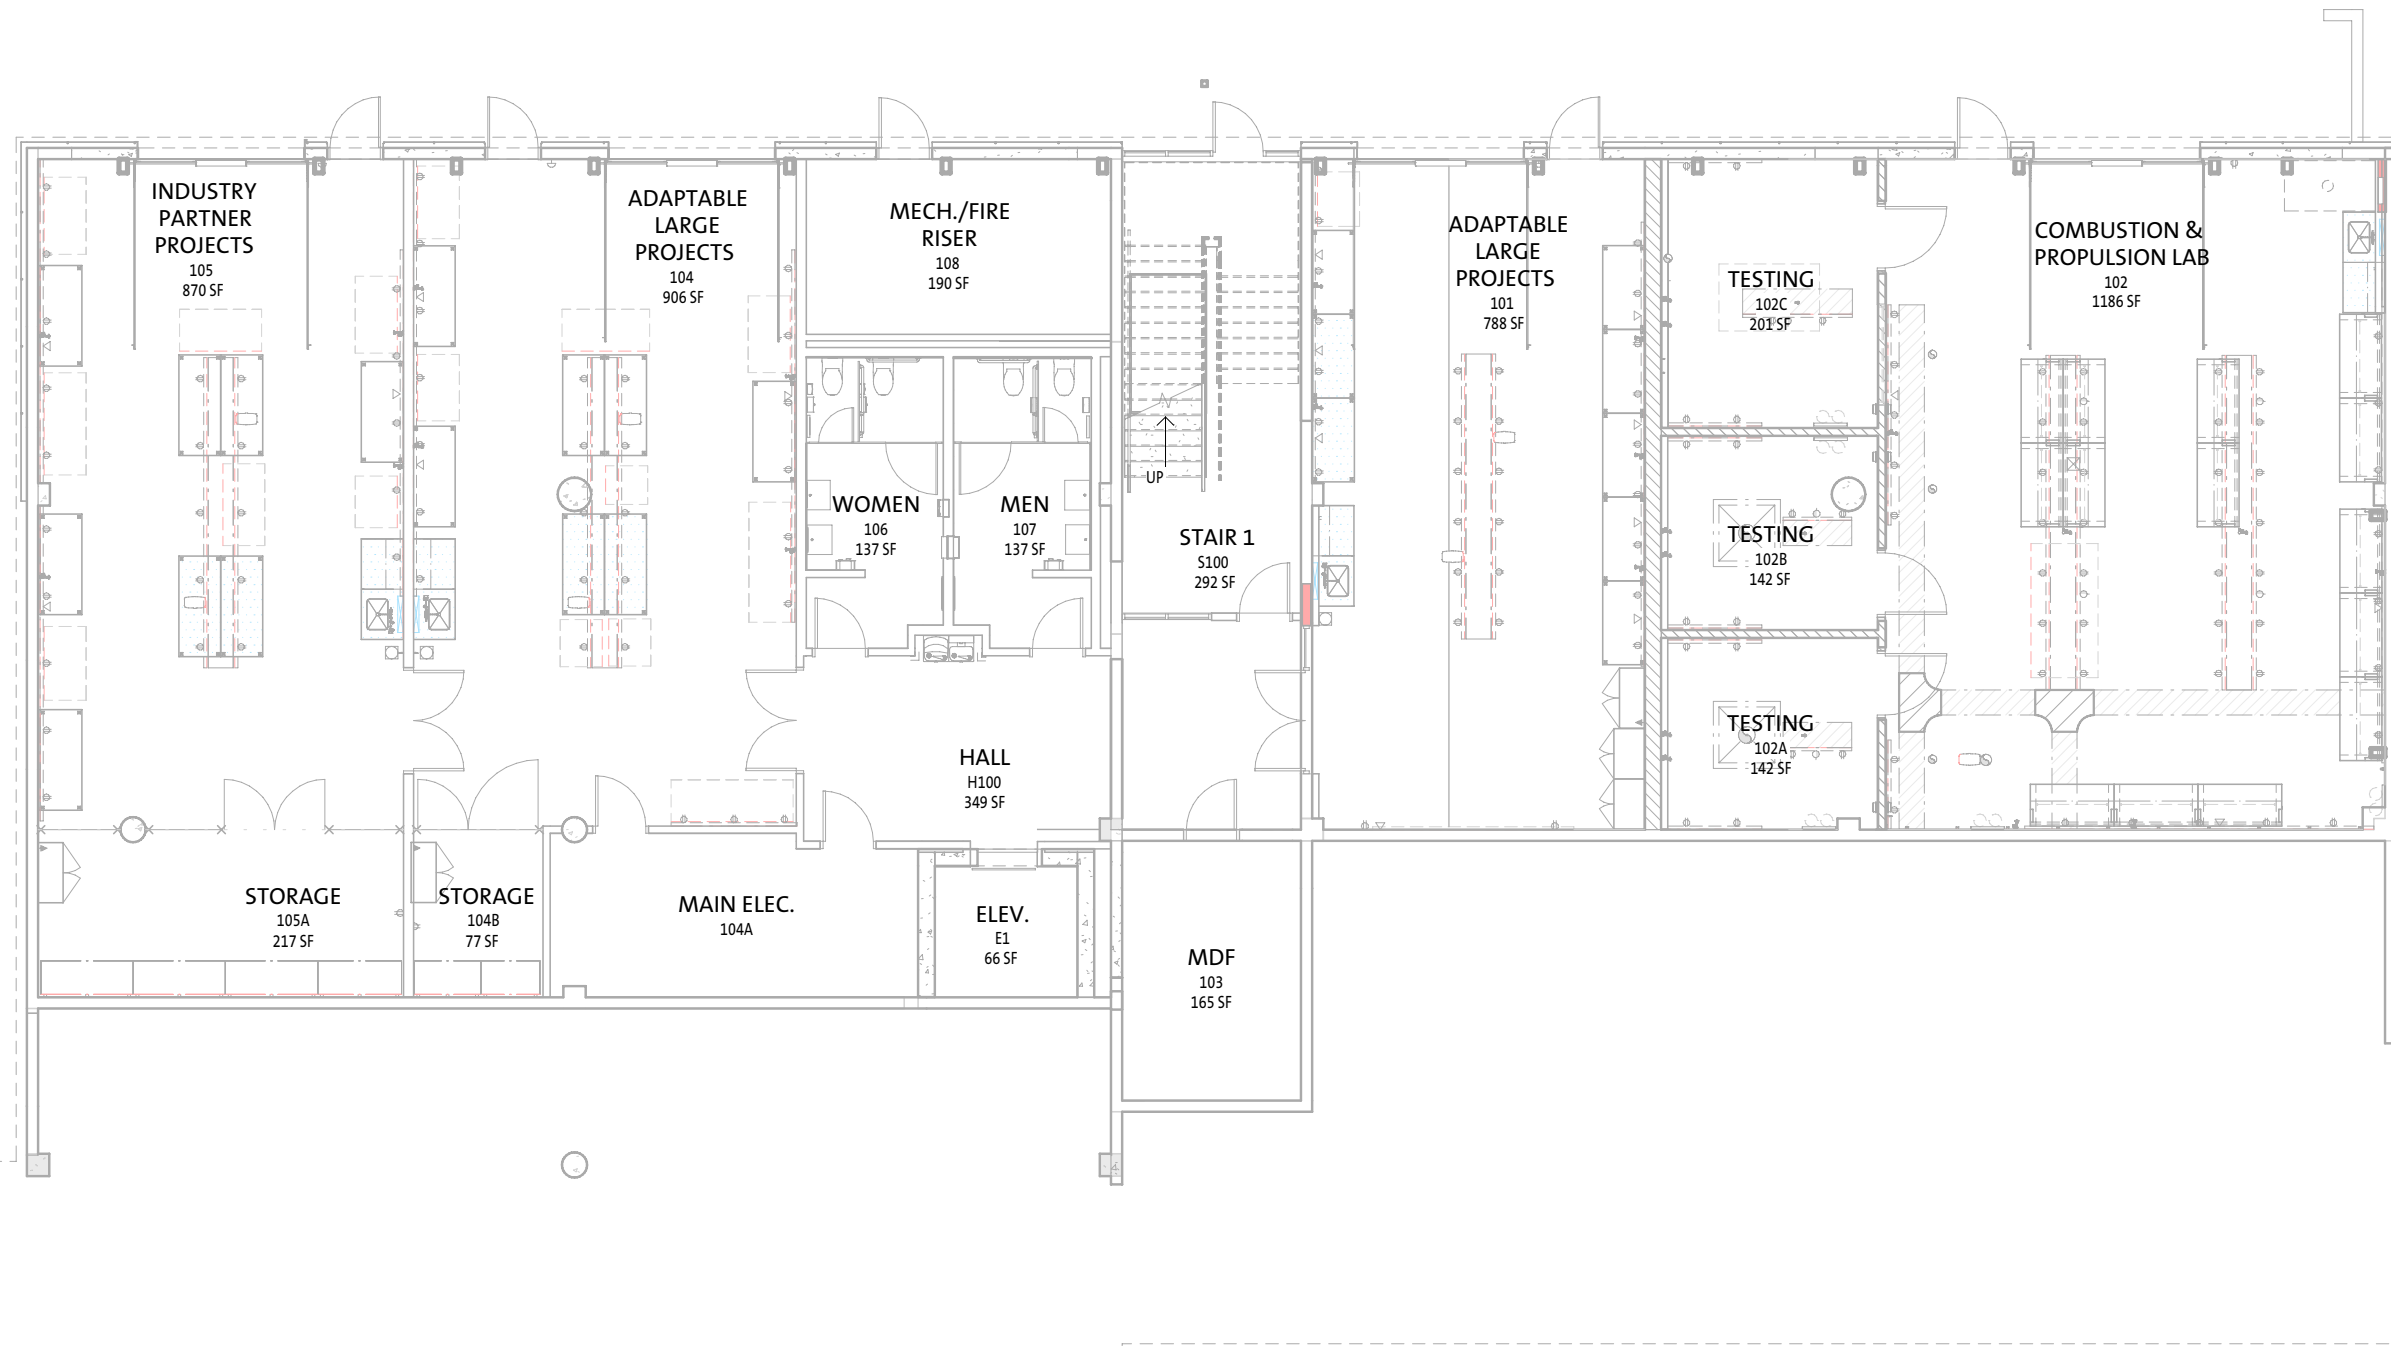 INDUSTRY
PARTNER
PROJECTS
105
870 SF
ADAPTABLE
LARGE
PROJECTS
104
906 SF
MECH./FIRE
RISER
108
190 SF
ADAPTABLE
LARGE
PROJECTS
101
788 SF
TESTING
102C
201 SF
COMBUSTION &
PROPULSION LAB
102
1186 SF
UP
WOMEN
106
137 SF
MEN
107
137 SF
STAIR 1
S100
292 SF
TESTING
102B
142 SF
TESTING
102A
142 SF
HALL
H100
349 SF
STORAGE
105A
217 SF
STORAGE
104B
77 SF
MAIN ELEC.
104A
ELEV.
E1
66 SF
MDF
103
165 SF